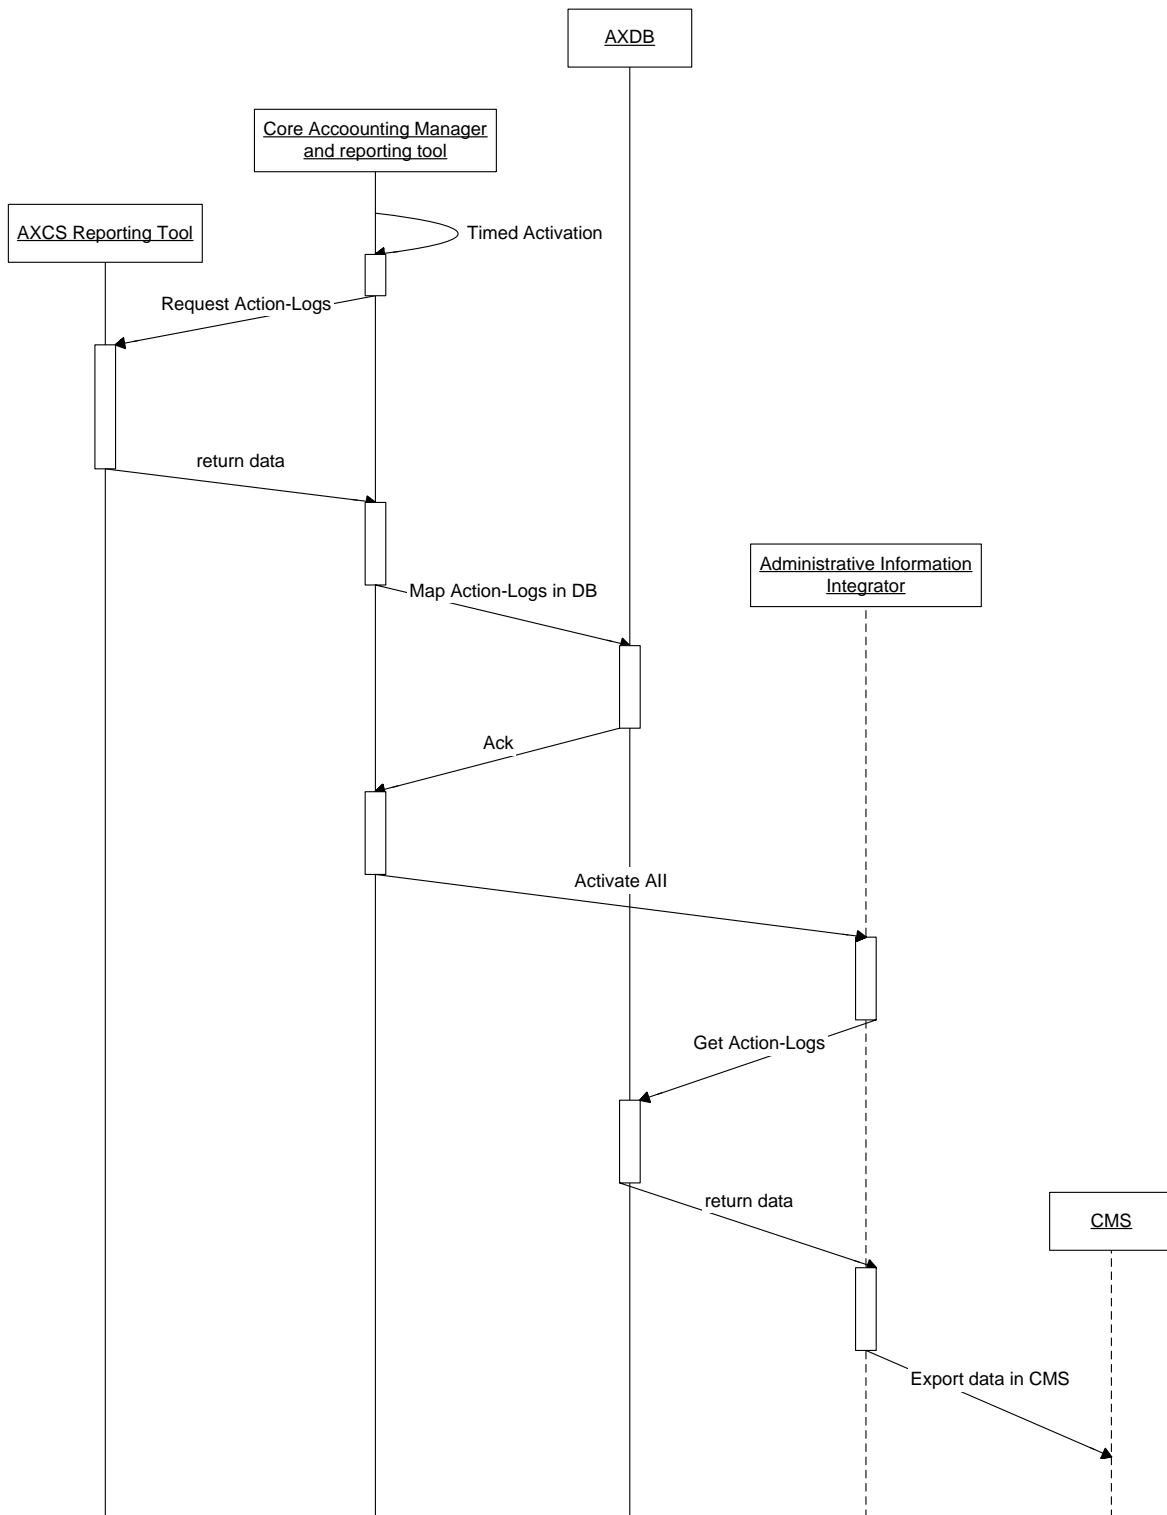 AXDB
Core Accoounting Manager
and reporting tool
AXCS Reporting Tool
Timed Activation
Request Action-Logs
return data
Administrative Information
Integrator
Map Action-Logs in DB
Ack
Activate AII
Get Action-Logs
return data
CMS
Export data in CMS